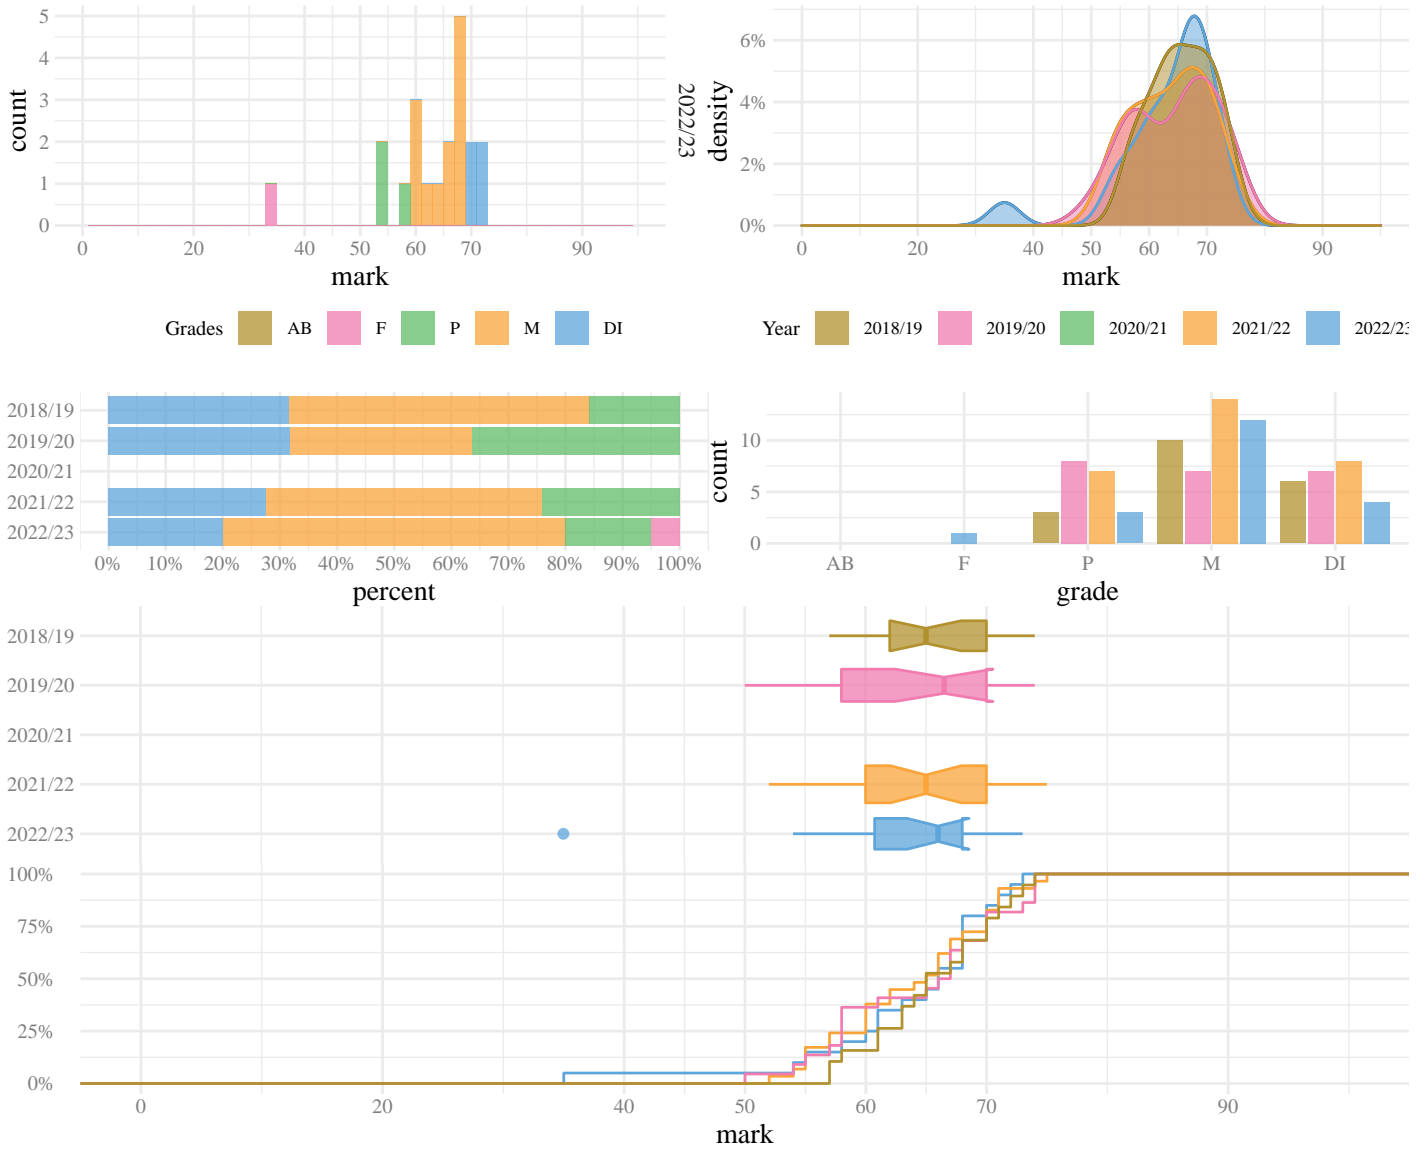 5
4
3
2
1
0
count
0 20 40 50 60 70 90
mark
2022/23
6%
4%
2%
0%
density
0 20 40 50 60 70 90
mark
Grades AB F P M DI
Year 2018/19 2019/20 2020/21 2021/22 2022/23
2018/19
2019/20
2020/21
2021/22
2022/23
0% 10% 20% 30% 40% 50% 60% 70% 80% 90% 100%
percent
10
5
0
count
AB F P M DI
grade
2018/19
2019/20
2020/21
2021/22
2022/23
100%
75%
50%
25%
0%
0 20 40 50 60 70 90
mark